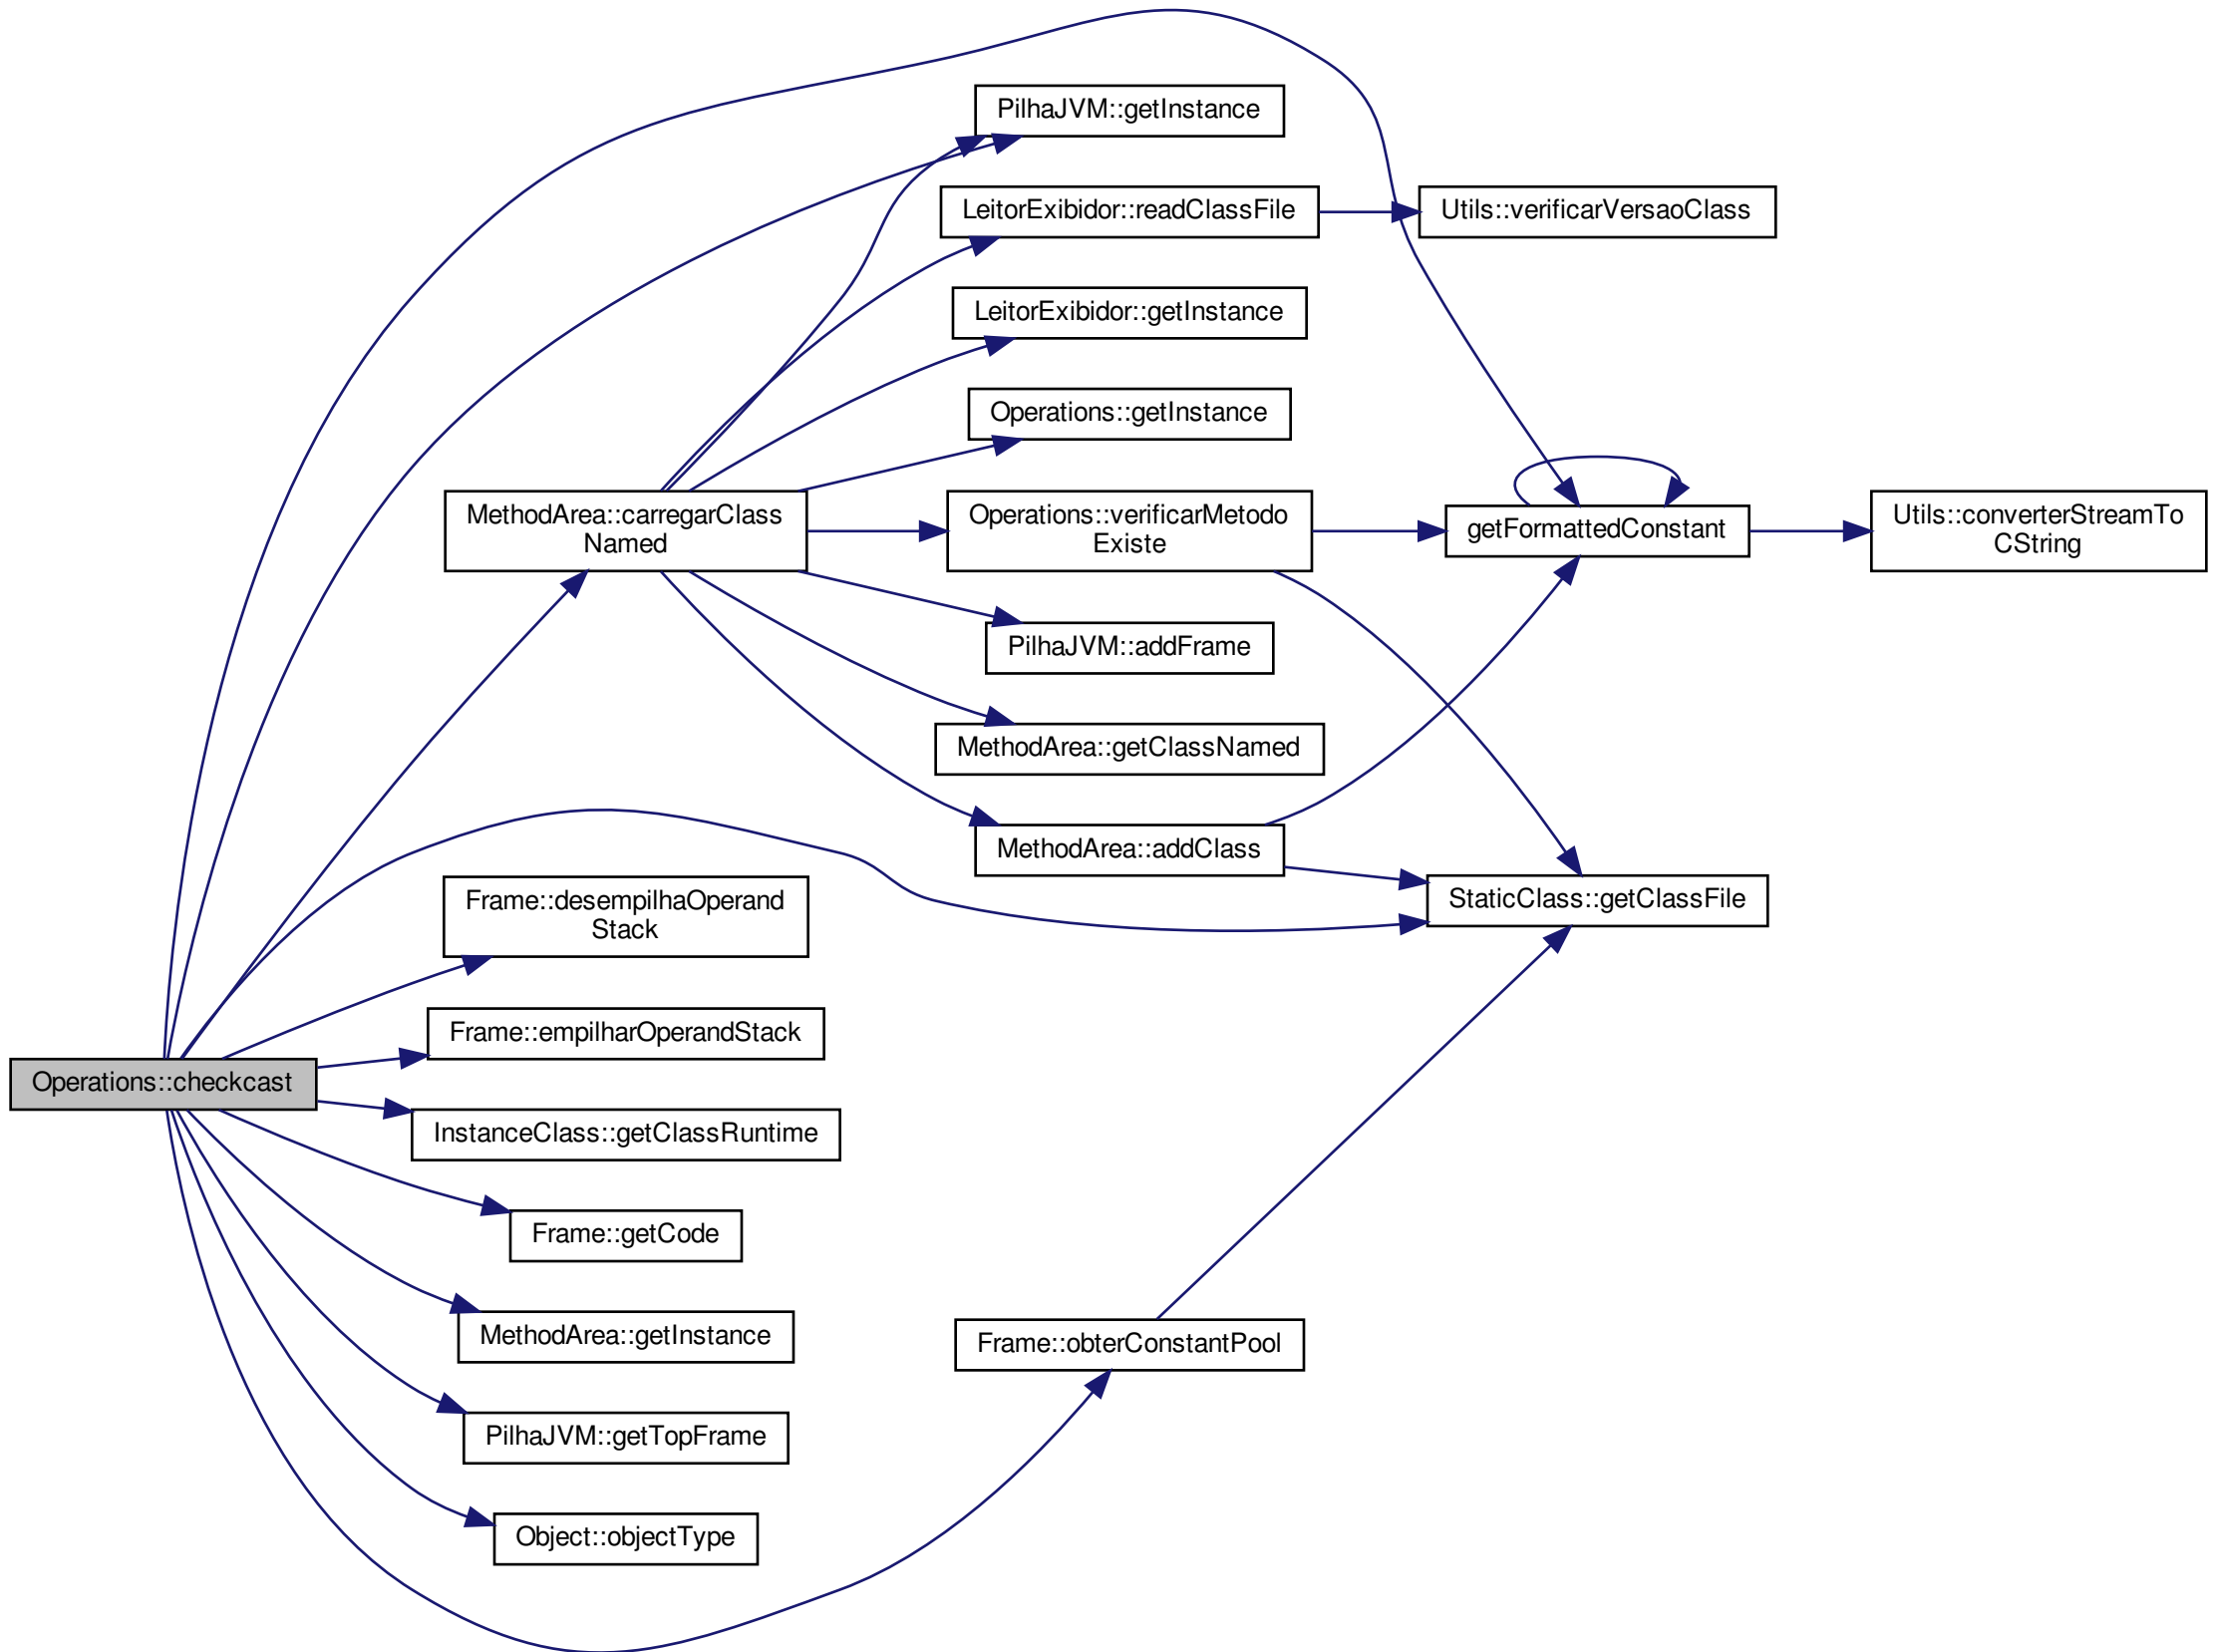 PilhaJVM::getInstance
LeitorExibidor::readClassFile
Utils::verificarVersaoClass
LeitorExibidor::getInstance
Operations::getInstance
MethodArea::carregarClass
Named
Operations::verificarMetodo
Existe
getFormattedConstant
Utils::converterStreamTo
CString
PilhaJVM::addFrame
MethodArea::getClassNamed
MethodArea::addClass
Frame::desempilhaOperand
Stack
StaticClass::getClassFile
Frame::empilharOperandStack
Operations::checkcast
InstanceClass::getClassRuntime
Frame::getCode
MethodArea::getInstance
Frame::obterConstantPool
PilhaJVM::getTopFrame
Object::objectType